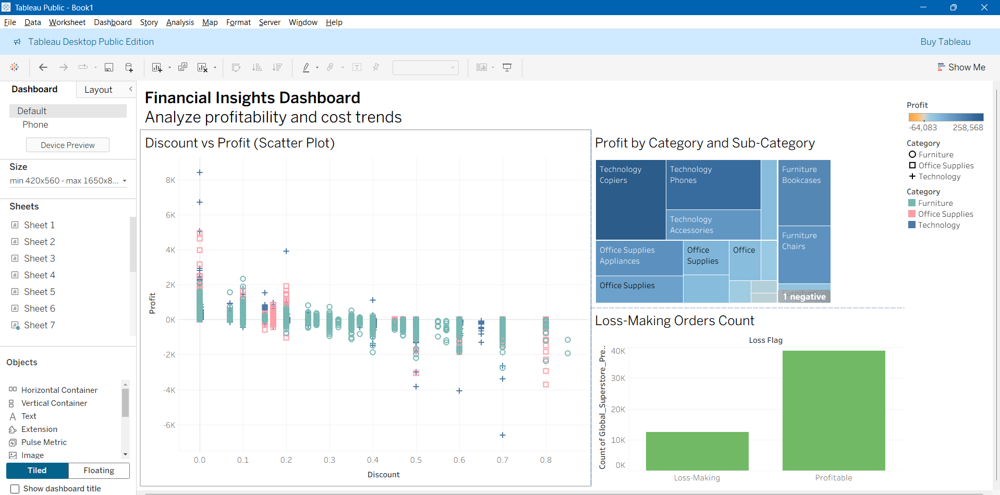 Tableau Public - Book1
File Data Worksheet Dashboard Story Analysis Map Format Server Window Help
Tableau Desktop Public Edition
Buy Tableau
Show Me
Dashboard
Layout
Default
Phone
Device Preview
Size
min 420x560 - max 1650x8...
Sheets
Sheet 1
Sheet 2
Sheet 3
Sheet 4
Sheet 5
Sheet 6
Sheet 7
Objects
Horizontal Container
Vertical Container
Text
Extension
Pulse Metric
Image
Tiled
Floating
Show dashboard title
Financial Insights Dashboard
Analyze profitability and cost trends
Discount vs Profit (Scatter Plot)
Profit
8K
6K
4K
2K
0K
-2K
-4K
-6K
0.0 0.1 0.2 0.3 0.4 0.5 0.6 0.7 0.8
Discount
Profit by Category and Sub-Category
Technology
Copiers
Technology
Phones
Technology
Accessories
Furniture
Bookcases
Furniture
Chairs
Office Supplies
Appliances
Office
Supplies
Office
Office Supplies
Furniture
1 negative
Loss-Making Orders Count
Loss Flag
Count of Global_Superstore_Pre..
40K
30K
20K
10K
0K
Loss-Making
Profitable
Profit
-64,083 258,568
Category
Furniture
Office Supplies
Technology
Category
Furniture
Office Supplies
Technology